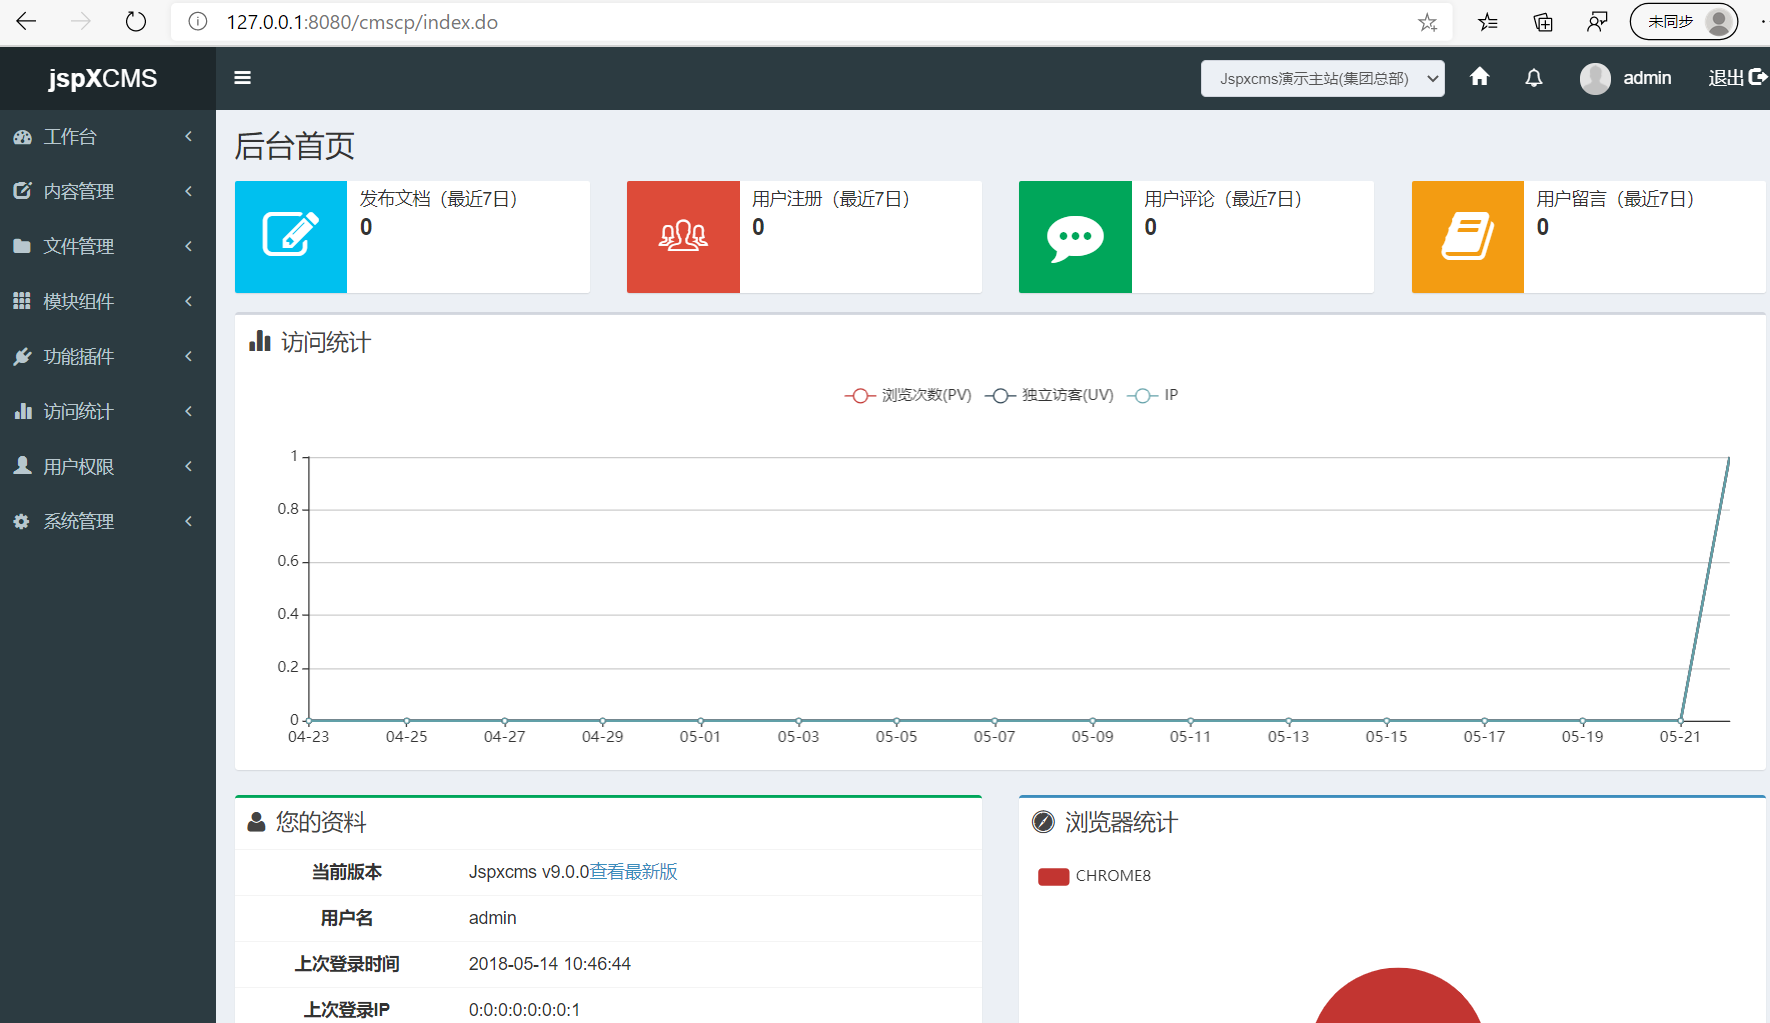 127.0.0.1:8080/cmscp/index.do
未同步
jspXCMS
Jspxcms演示主站(集团总部)
admin
退出
工作台
内容管理
文件管理
模块组件
功能插件
访问统计
用户权限
系统管理
后台首页
发布文档（最近7日）
0
用户注册（最近7日）
0
用户评论（最近7日）
0
用户留言（最近7日）
0
访问统计
浏览次数(PV) 独立访客(UV) IP
1
0.8
0.6
0.4
0.2
0
04-23 04-25 04-27 04-29 05-01 05-03 05-05 05-07 05-09 05-11 05-13 05-15 05-17 05-19 05-21
您的资料
当前版本 Jspxcms v9.0.0查看最新版
用户名 admin
上次登录时间 2018-05-14 10:46:44
上次登录IP 0:0:0:0:0:0:0:1
浏览器统计
CHROME8